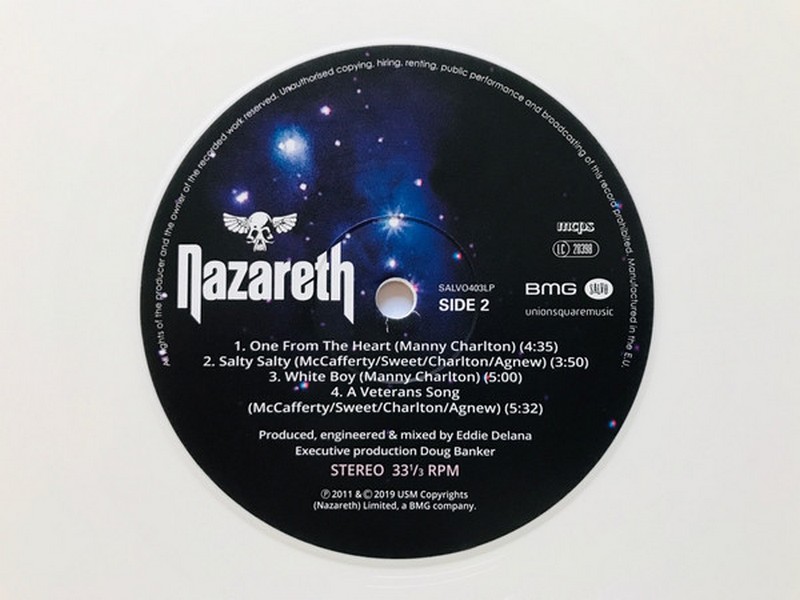 All rights of the producer and the owner of the recorded work reserved. Unauthorised copying, hiring, renting, public performance and broadcasting of this record prohibited. Manufactured in the E.U.
mcps
LC 20398
Nazareth
SALVO403LP
SIDE 2
BMG SALVO
unionsquaremusic
1. One From The Heart (Manny Charlton) (4:35)
2. Salty Salty (McCafferty/Sweet/Charlton/Agnew) (3:50)
3. White Boy (Manny Charlton) (5:00)
4. A Veterans Song
(McCafferty/Sweet/Charlton/Agnew) (5:32)
Produced, engineered & mixed by Eddie Delana
Executive production Doug Banker
STEREO 33¹/₃ RPM
℗ 2011 & © 2019 USM Copyrights
(Nazareth) Limited, a BMG company.